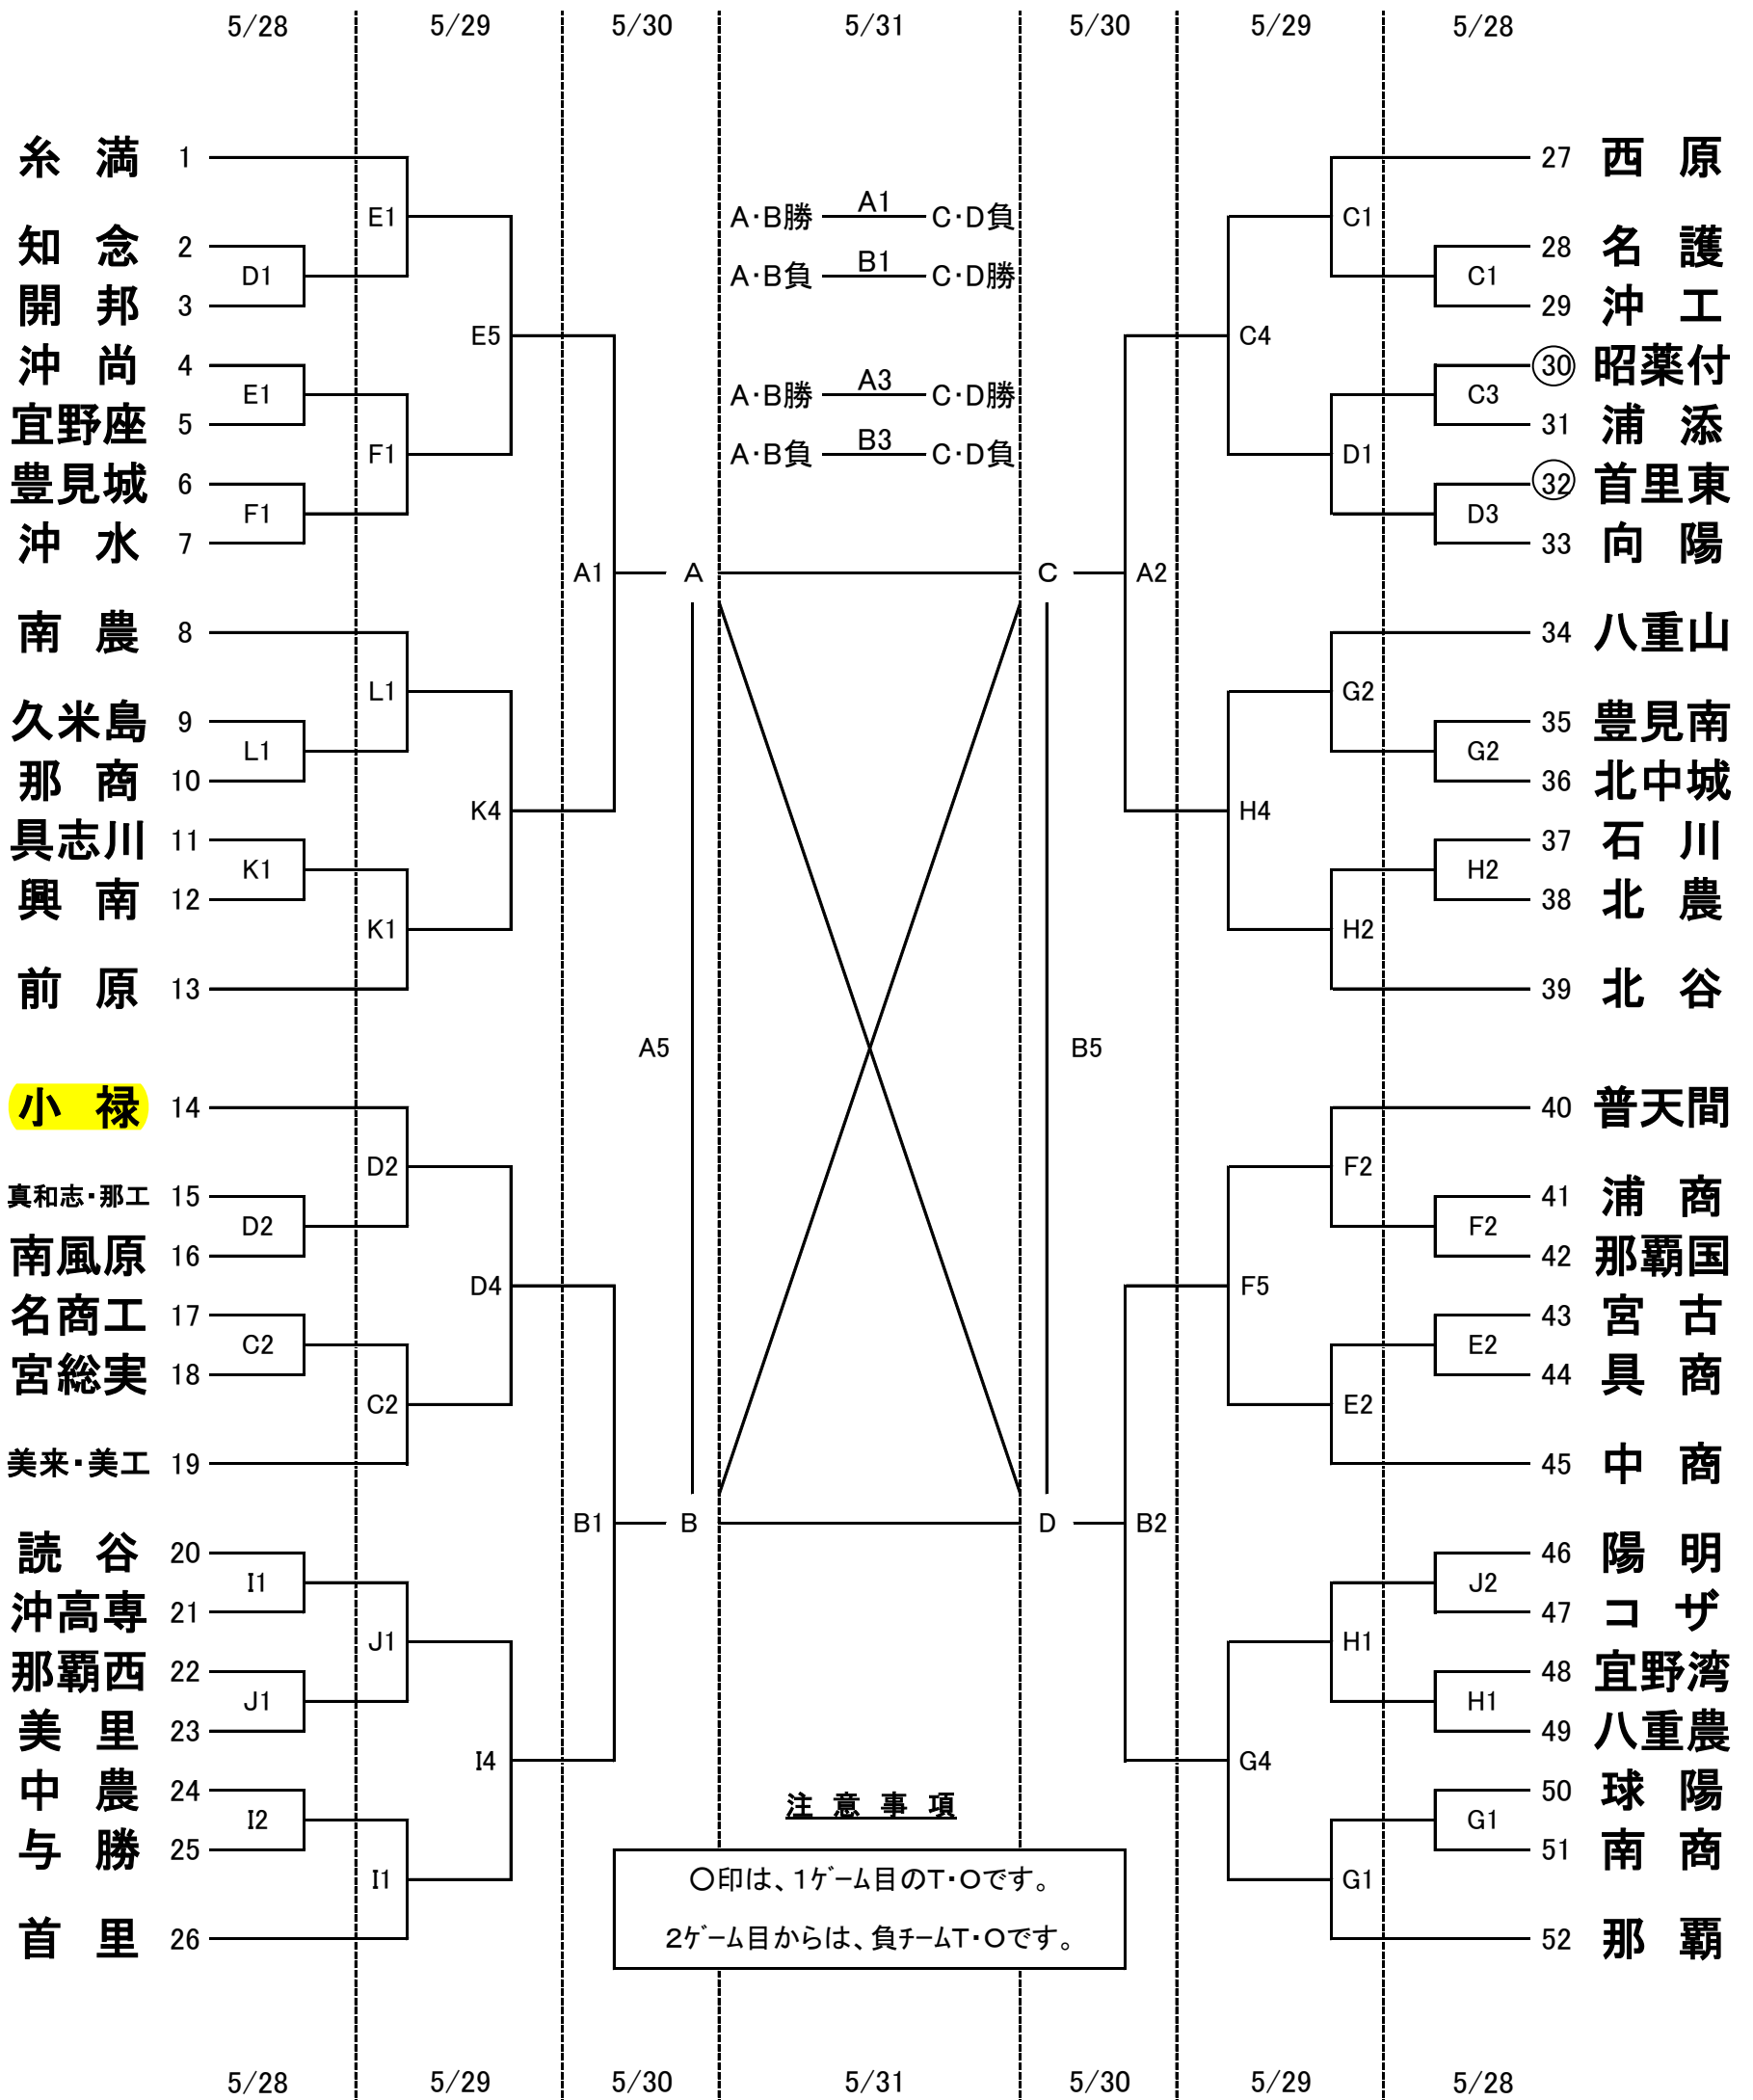 5/28 5/29 5/30 5/31 5/30 5/29 5/28
糸 満 1
知 念 2
開 邦 3
沖 尚 4
宜野座 5
豊見城 6
沖 水 7
南 農 8
久米島 9
那 商 10
具志川 11
興 南 12
前 原 13
小 禄 14
真和志・那工 15
南風原 16
名商工 17
宮総実 18
美来・美工 19
読 谷 20
沖高専 21
那覇西 22
美 里 23
中 農 24
与 勝 25
首 里 26
D1
E1
F1
L1
K1
D2
C2
I1
J1
I2
E1
F1
L1
K1
D2
C2
J1
I1
E5
K4
D4
I4
A1
B1
A
B
A5
A・B勝 A1 C・D負
A・B負 B1 C・D勝
A・B勝 A3 C・D勝
A・B負 B3 C・D負
C
D
B5
A2
B2
C4
H4
F5
G4
C1
D1
G2
H2
F2
E2
H1
G1
C1
C3
D3
G2
H2
F2
E2
J2
H1
G1
27 西 原
28 名 護
29 沖 工
30 昭薬付
31 浦 添
32 首里東
33 向 陽
34 八重山
35 豊見南
36 北中城
37 石 川
38 北 農
39 北 谷
40 普天間
41 浦 商
42 那覇国
43 宮 古
44 具 商
45 中 商
46 陽 明
47 コ ザ
48 宜野湾
49 八重農
50 球 陽
51 南 商
52 那 覇
注 意 事 項
○印は、1ｹﾞｰﾑ目のT・Oです。
2ｹﾞｰﾑ目からは、負ﾁｰﾑT・Oです。
5/28 5/29 5/30 5/31 5/30 5/29 5/28